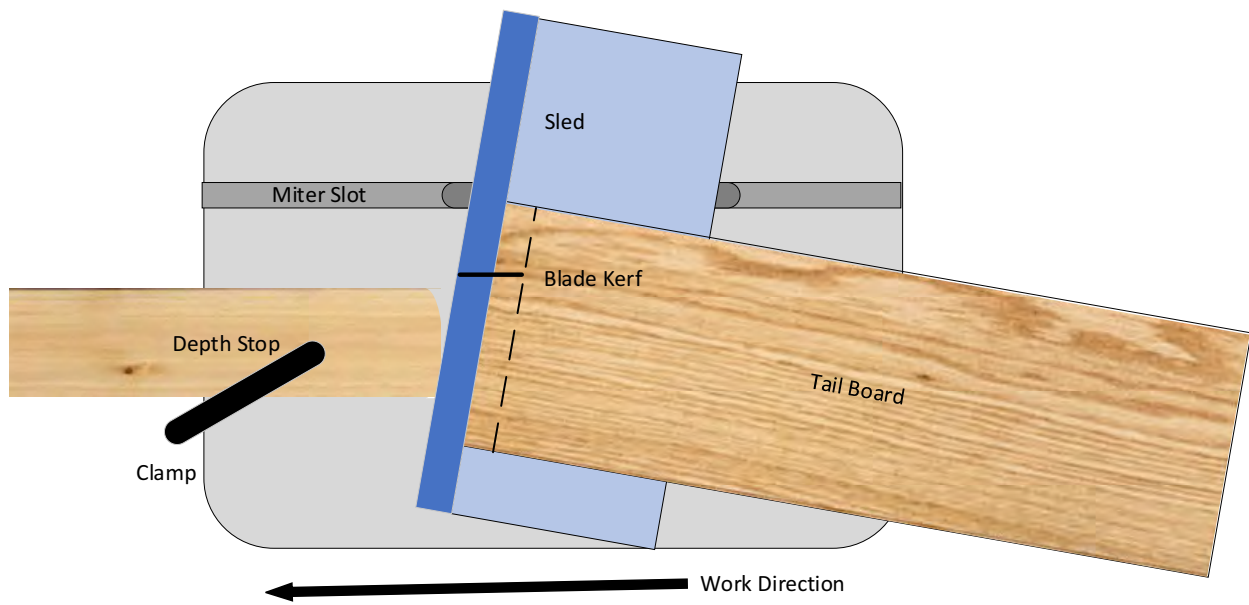 Sled
Miter Slot
Blade Kerf
Depth Stop
Tail Board
Clamp
Work Direction